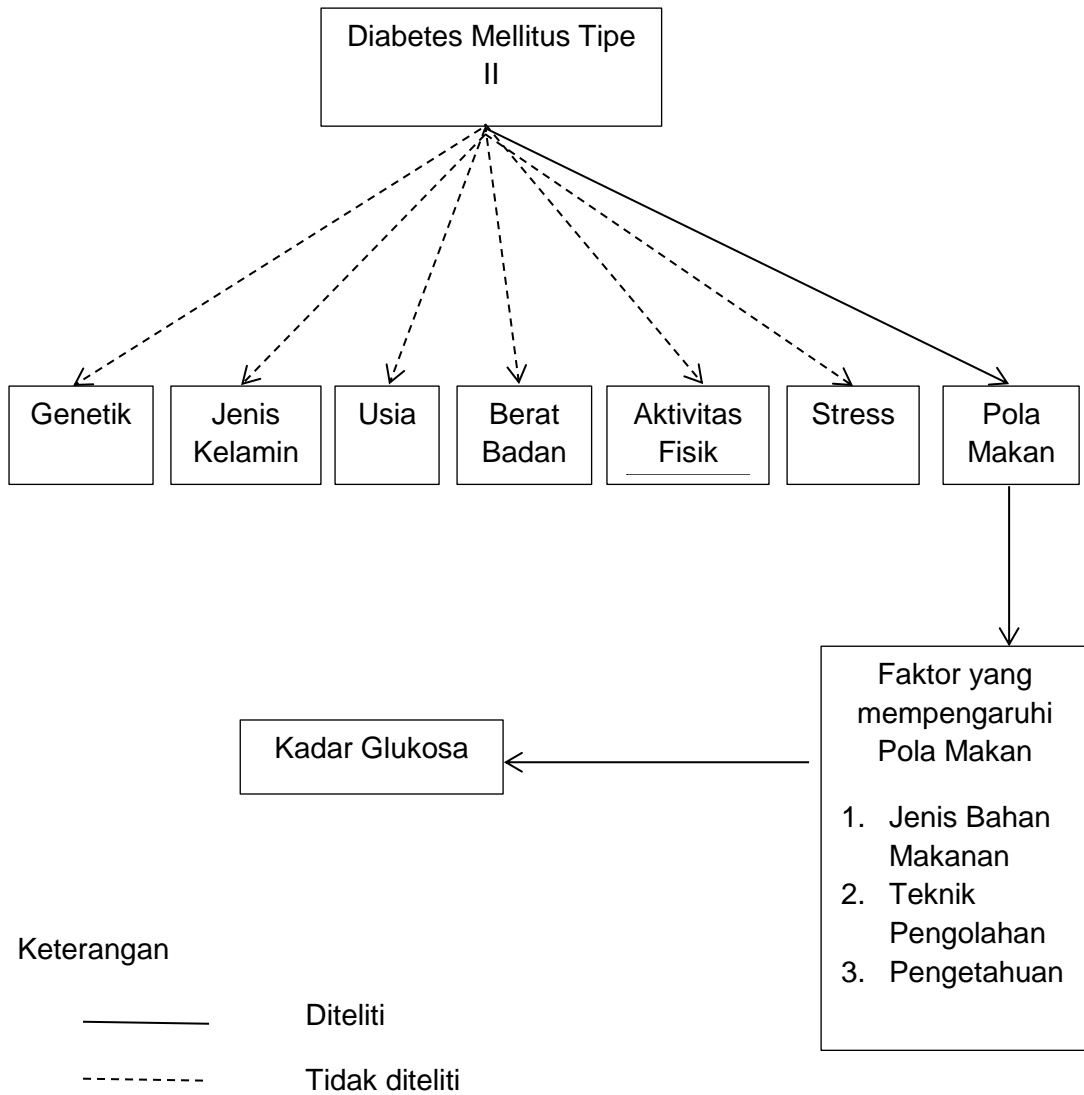 Diabetes Mellitus Tipe
II
Genetik
Jenis
Kelamin
Usia
Berat
Badan
Aktivitas
Fisik
Stress
Pola
Makan
Faktor yang
mempengaruhi
Pola Makan
1. Jenis Bahan
Makanan
2. Teknik
Pengolahan
3. Pengetahuan
Kadar Glukosa
Keterangan
Diteliti
Tidak diteliti